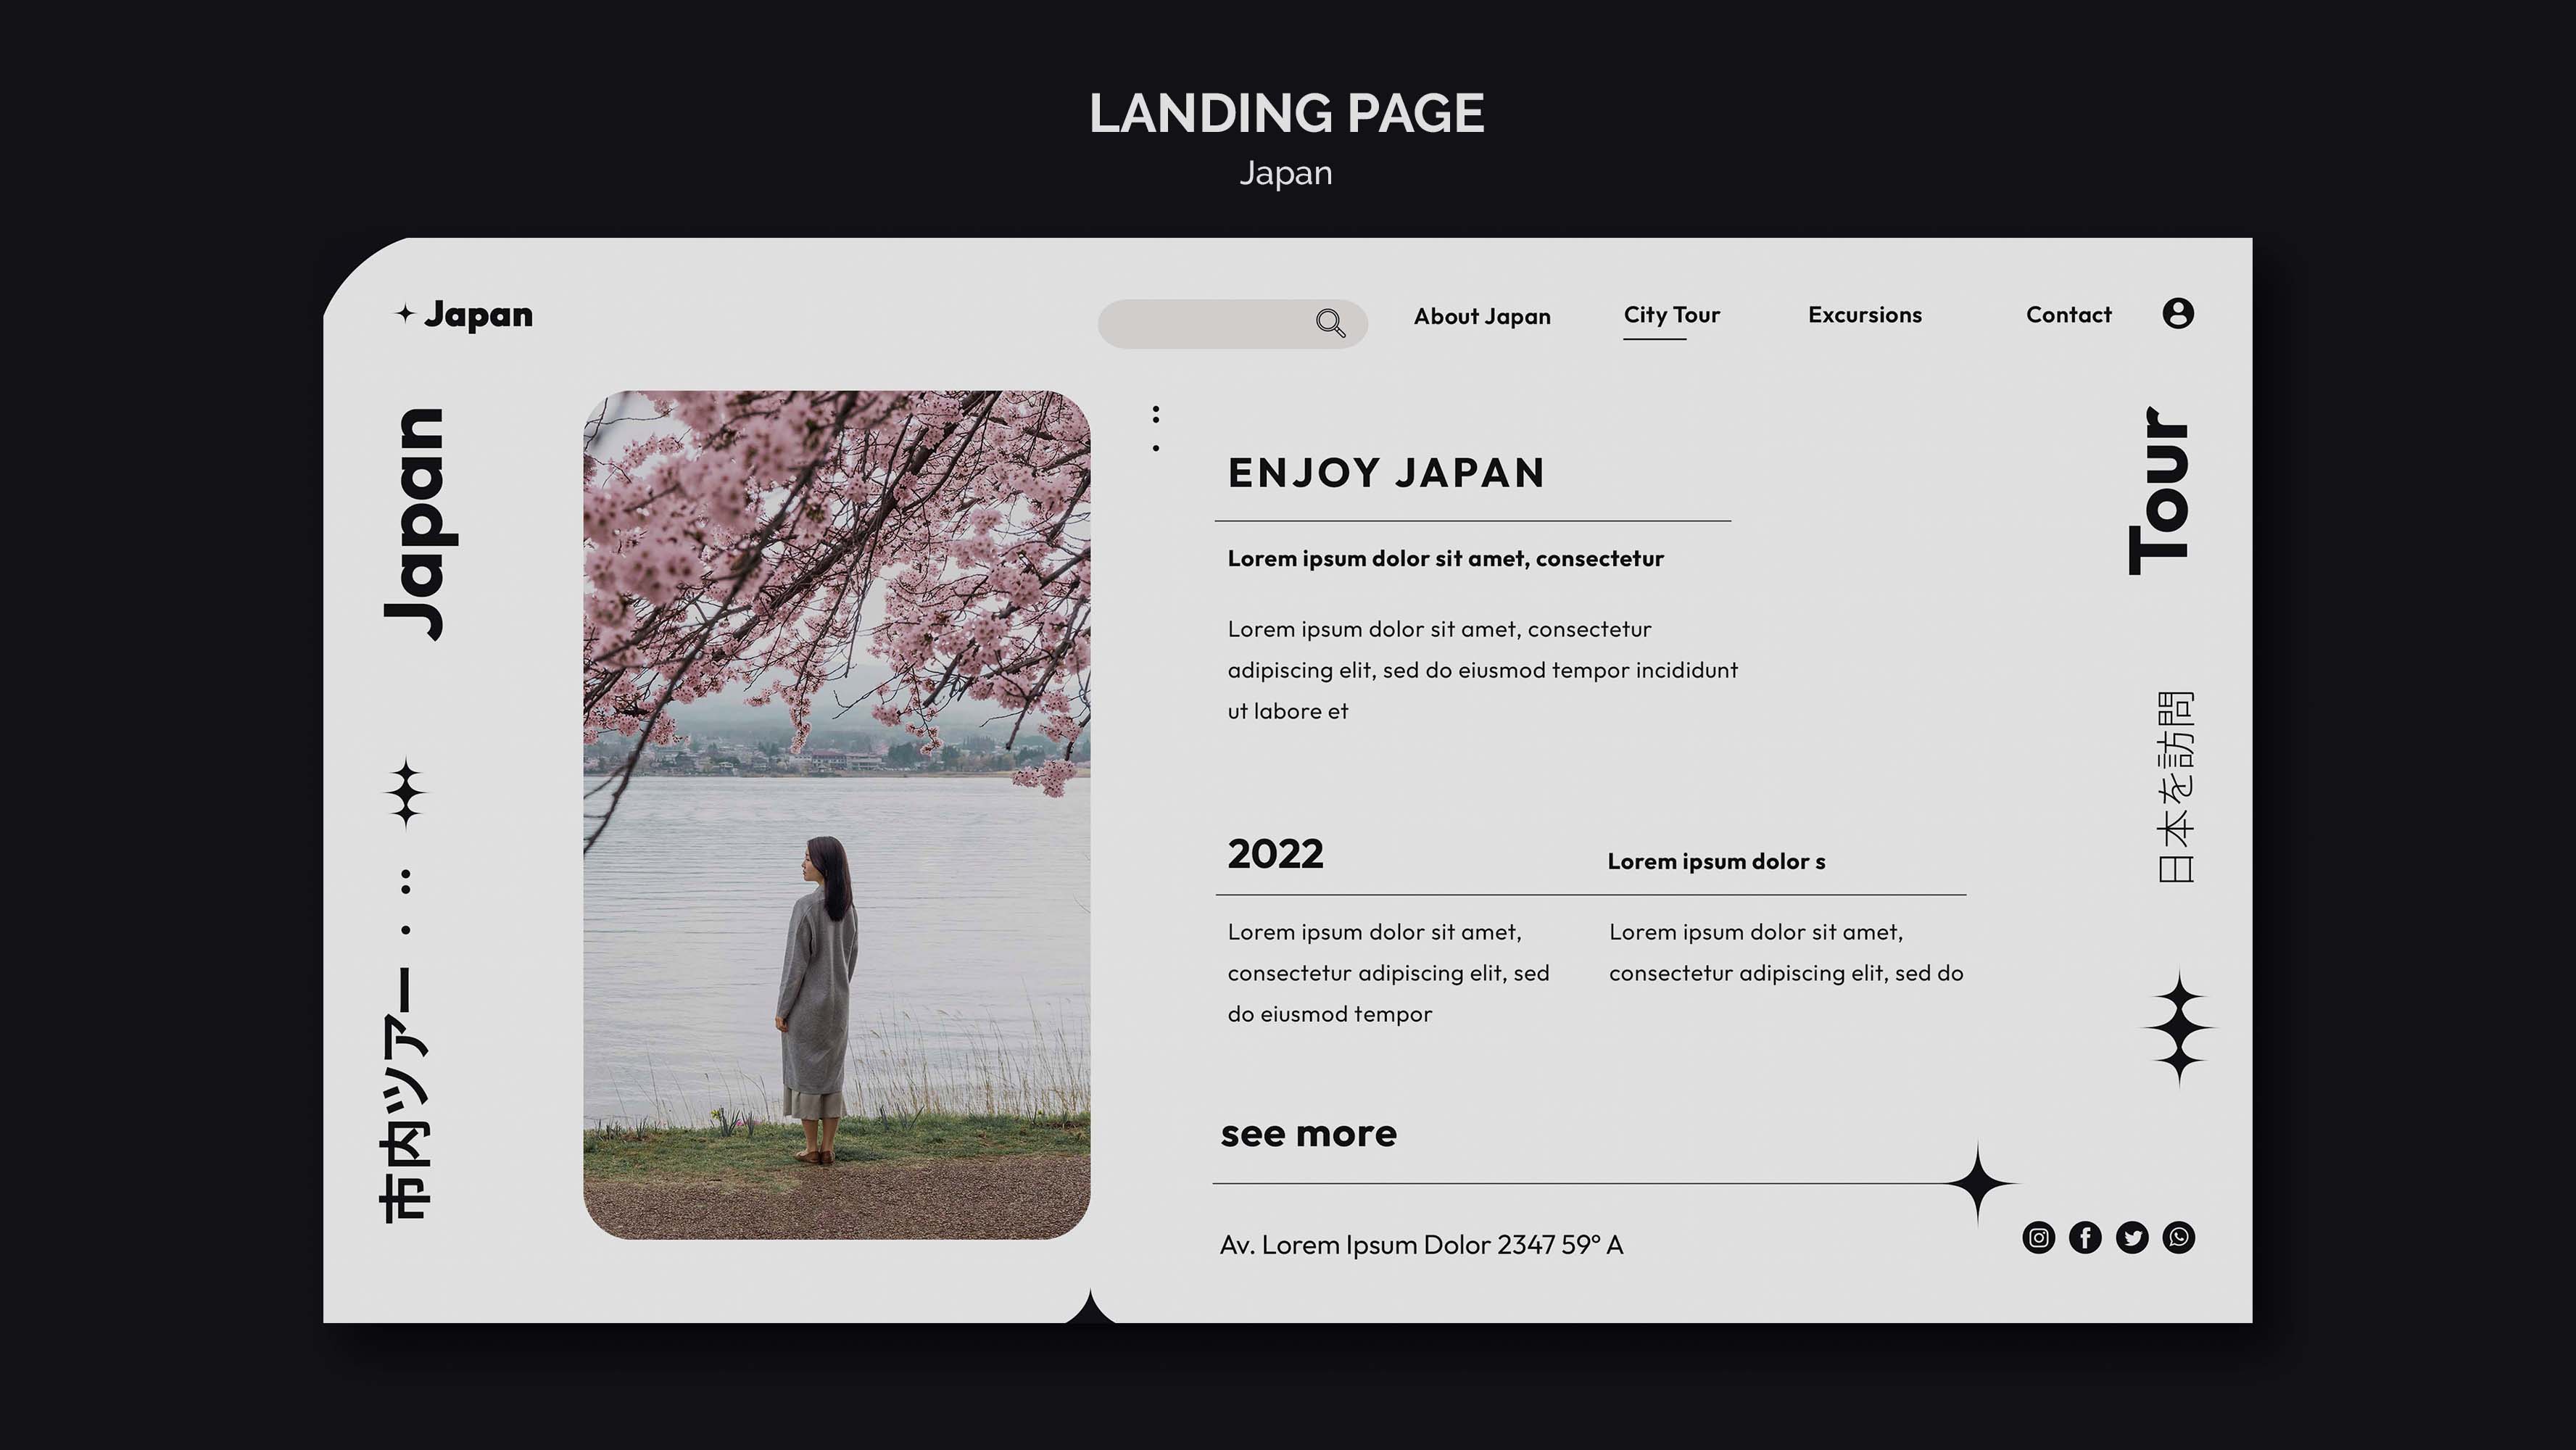 LANDING PAGE
Japan
Japan
About Japan
City Tour
Excursions
Contact
Japan
市内ツアー
ENJOY JAPAN
Lorem ipsum dolor sit amet, consectetur
Lorem ipsum dolor sit amet, consectetur
adipiscing elit, sed do eiusmod tempor incididunt
ut labore et
2022
Lorem ipsum dolor sit amet,
consectetur adipiscing elit, sed
do eiusmod tempor
Lorem ipsum dolor s
Lorem ipsum dolor sit amet,
consectetur adipiscing elit, sed do
see more
Av. Lorem Ipsum Dolor 2347 59° A
Tour
日本を訪問